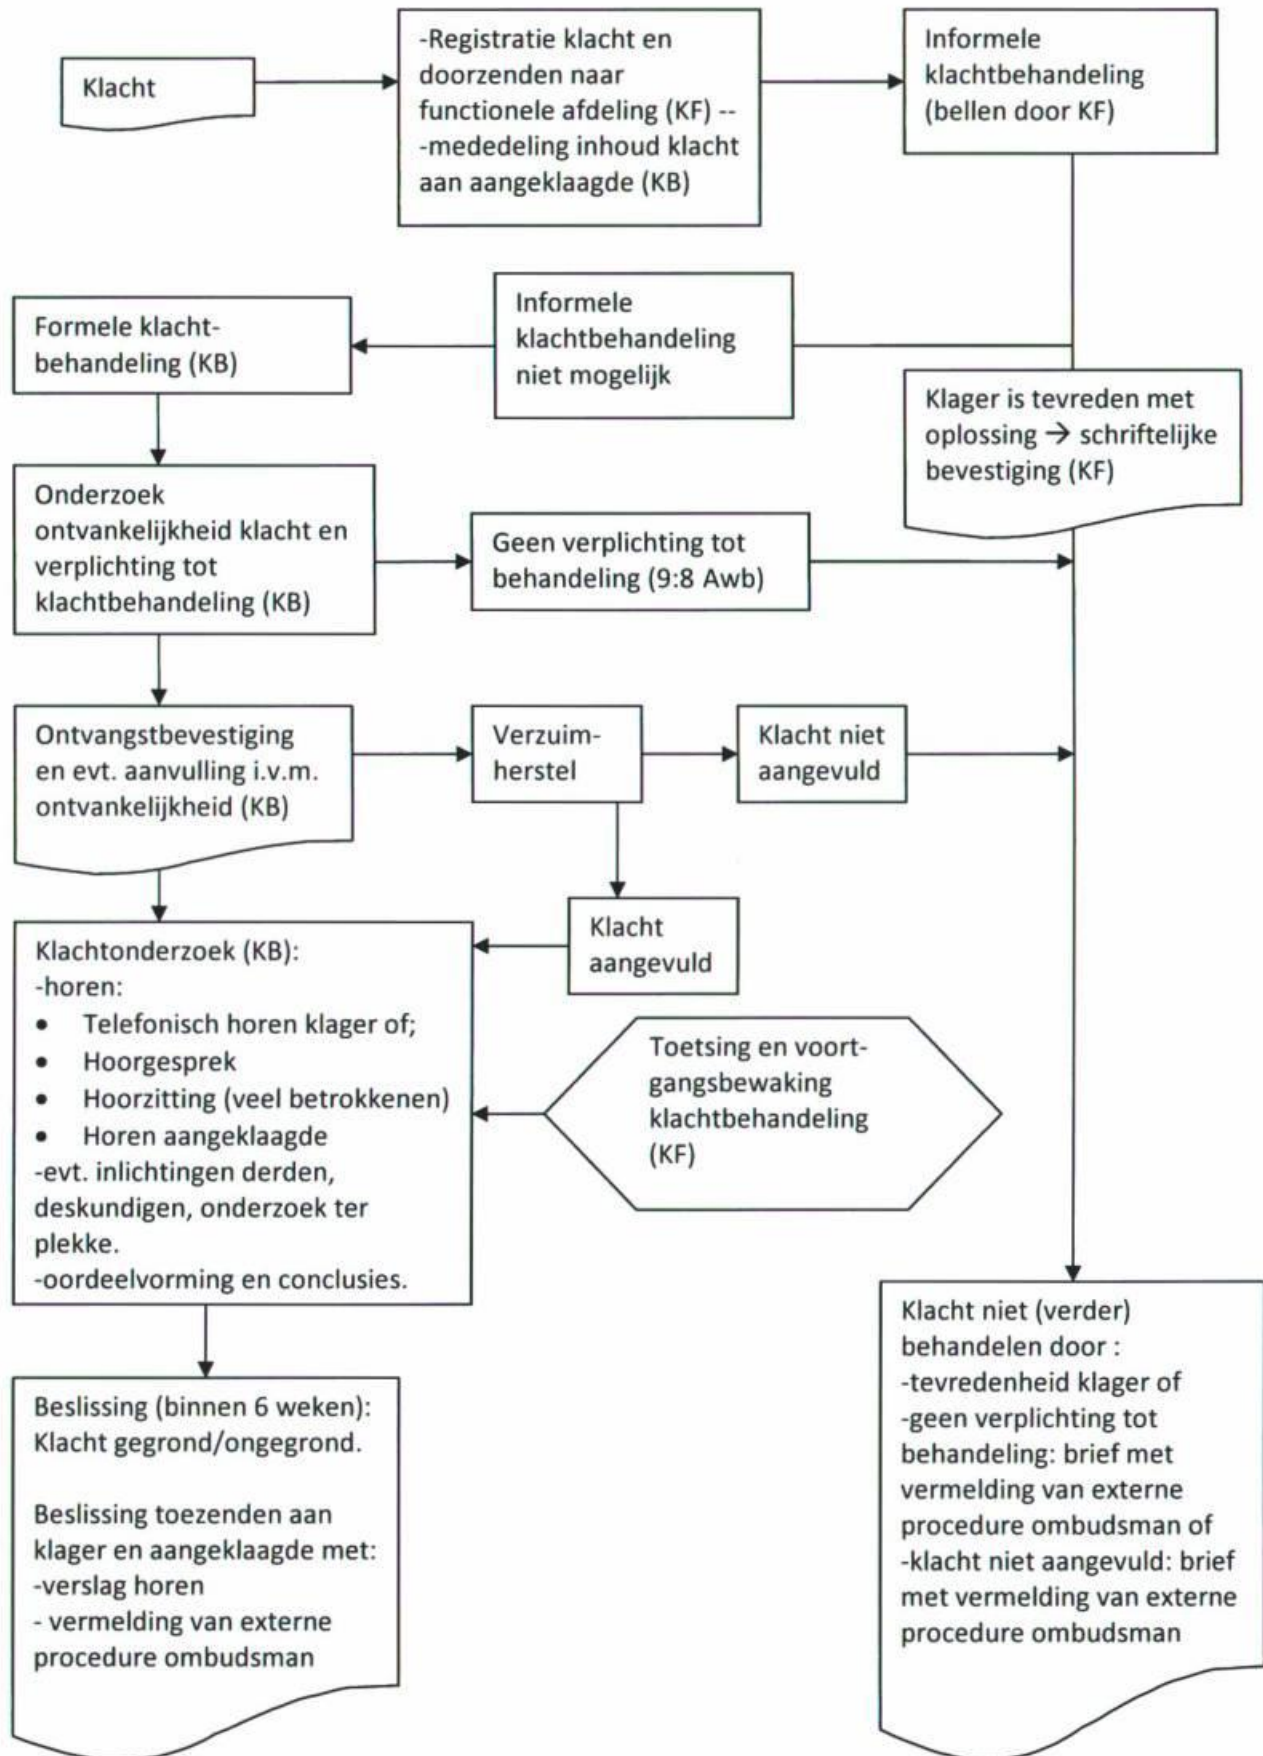 Klacht
-Registratie klacht en
doorzenden naar
functionele afdeling (KF) --
-mededeling inhoud klacht
aan aangeklaagde (KB)
Informele
klachtbehandeling
(bellen door KF)
Formele klacht-
behandeling (KB)
Informele
klachtbehandeling
niet mogelijk
Klager is tevreden met
oplossing → schriftelijke
bevestiging (KF)
Onderzoek
ontvankelijkheid klacht en
verplichting tot
klachtbehandeling (KB)
Geen verplichting tot
behandeling (9:8 Awb)
Ontvangstbevestiging
en evt. aanvulling i.v.m.
ontvankelijkheid (KB)
Verzuim-
herstel
Klacht niet
aangevuld
Klacht
aangevuld
Klachtonderzoek (KB):
-horen:
• Telefonisch horen klager of;
• Hoorgesprek
• Hoorzitting (veel betrokkenen)
• Horen aangeklaagde
-evt. inlichtingen derden,
deskundigen, onderzoek ter
plekke.
-oordeelvorming en conclusies.
Toetsing en voort-
gangsbewaking
klachtbehandeling
(KF)
Beslissing (binnen 6 weken):
Klacht gegrond/ongegrond.
Beslissing toezenden aan
klager en aangeklaagde met:
-verslag horen
- vermelding van externe
procedure ombudsman
Klacht niet (verder)
behandelen door :
-tevredenheid klager of
-geen verplichting tot
behandeling: brief met
vermelding van externe
procedure ombudsman of
-klacht niet aangevuld: brief
met vermelding van externe
procedure ombudsman